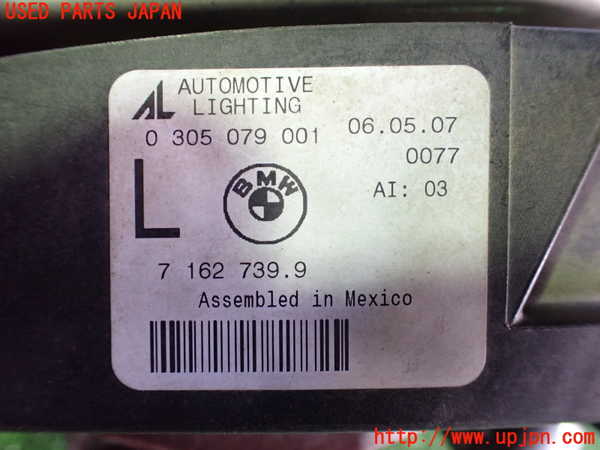 USED PARTS JAPAN
AL AUTOMOTIVE
LIGHTING
0 305 079 001 06.05.07
0077
L BMW AI: 03
7 162 739.9
Assembled in Mexico
http://www.upjpn.com/